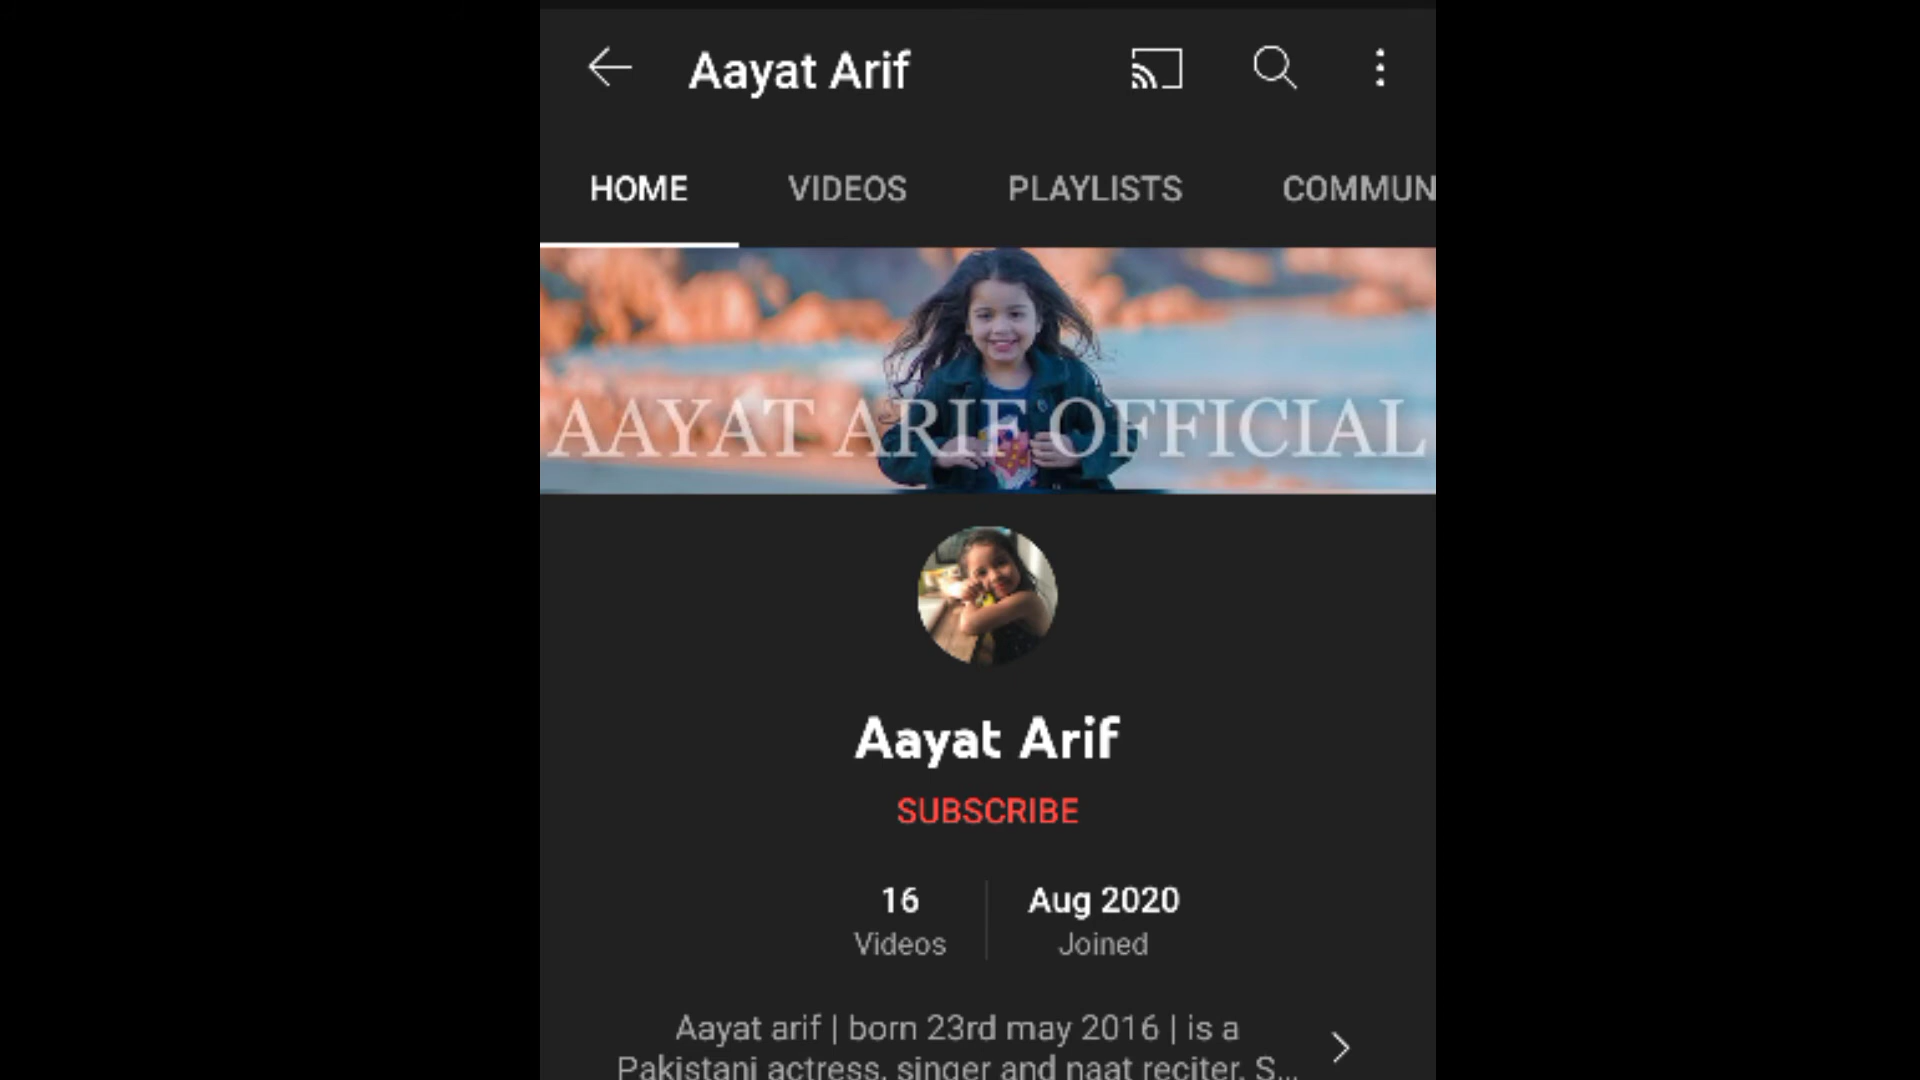 Aayat Arif
HOME VIDEOS PLAYLISTS COMMUN
AAYAT ARIF OFFICIAL
Aayat Arif
SUBSCRIBE
16 Aug 2020
Videos Joined
Aayat arif | born 23rd may 2016 | is a
Pakistani actress, singer and naat reciter. S...